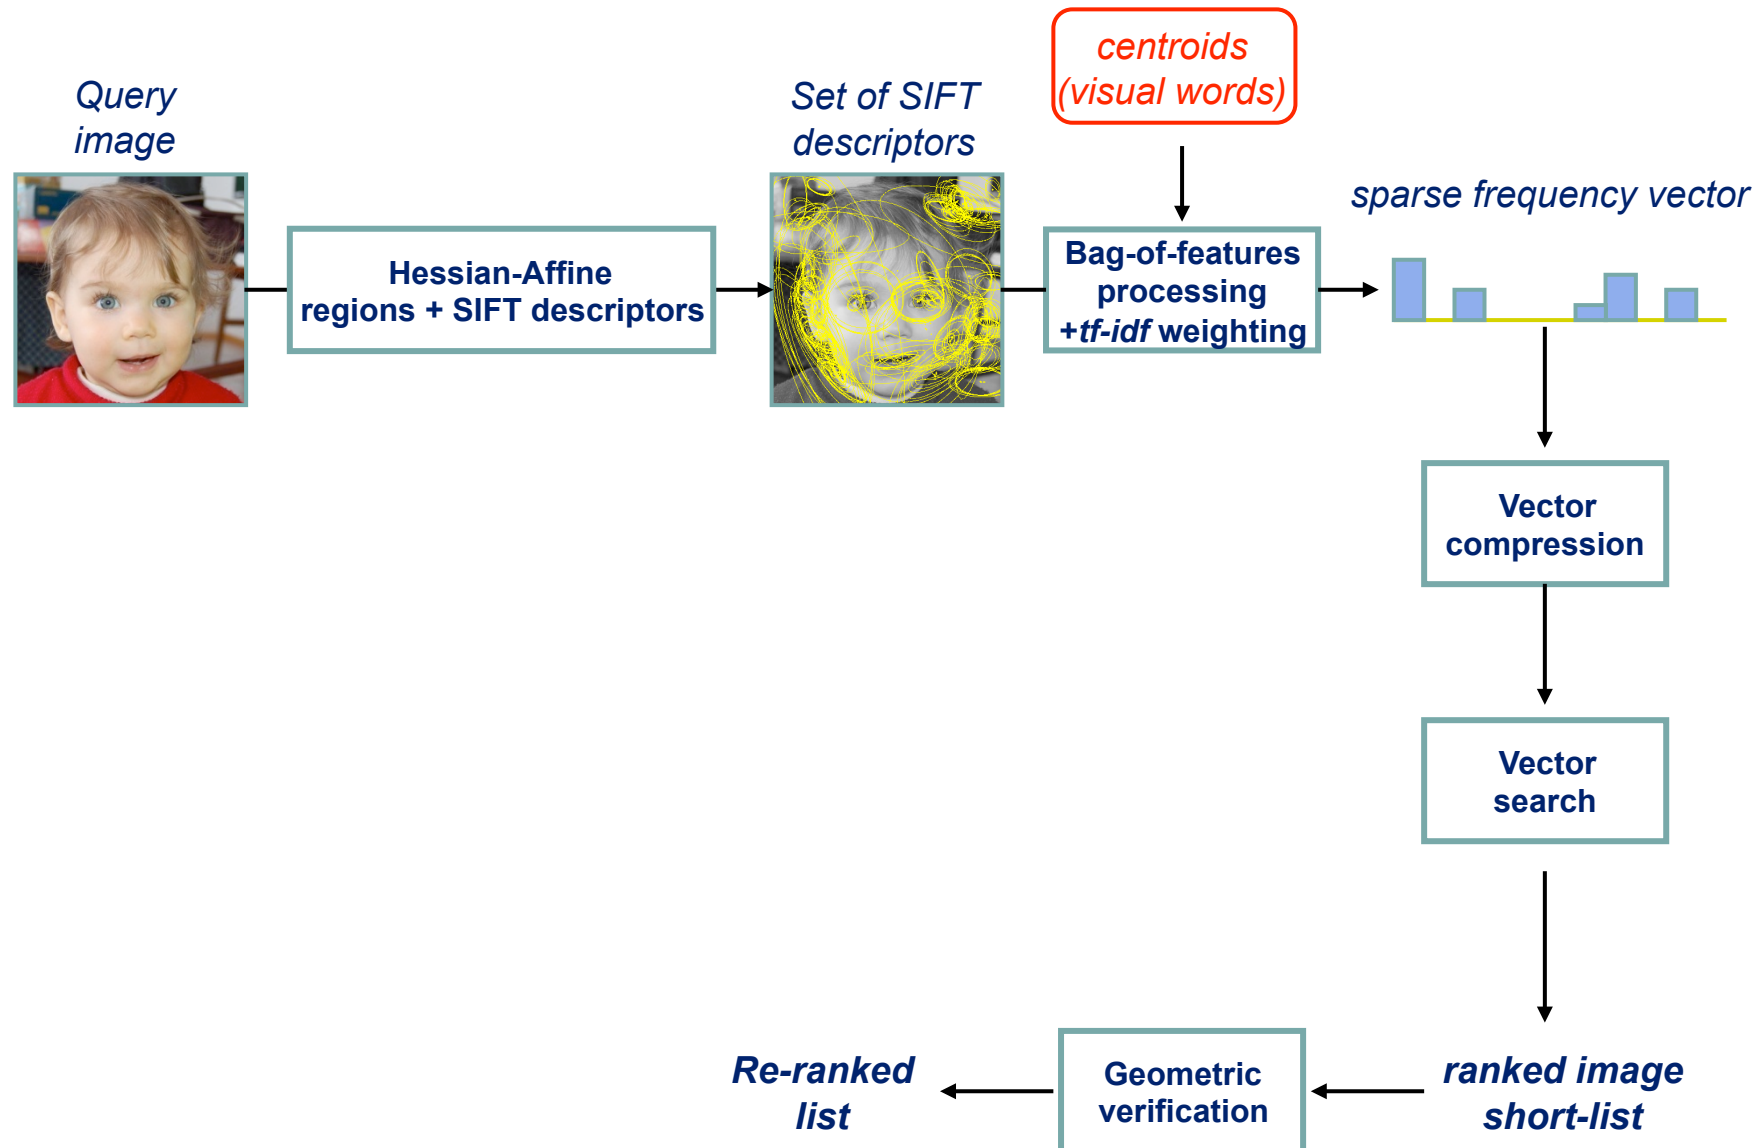 Query
image
Hessian-Affine
regions + SIFT descriptors
Set of SIFT
descriptors
centroids
(visual words)
Bag-of-features
processing
+tf-idf weighting
sparse frequency vector
Vector
compression
Vector
search
ranked image
short-list
Geometric
verification
Re-ranked
list